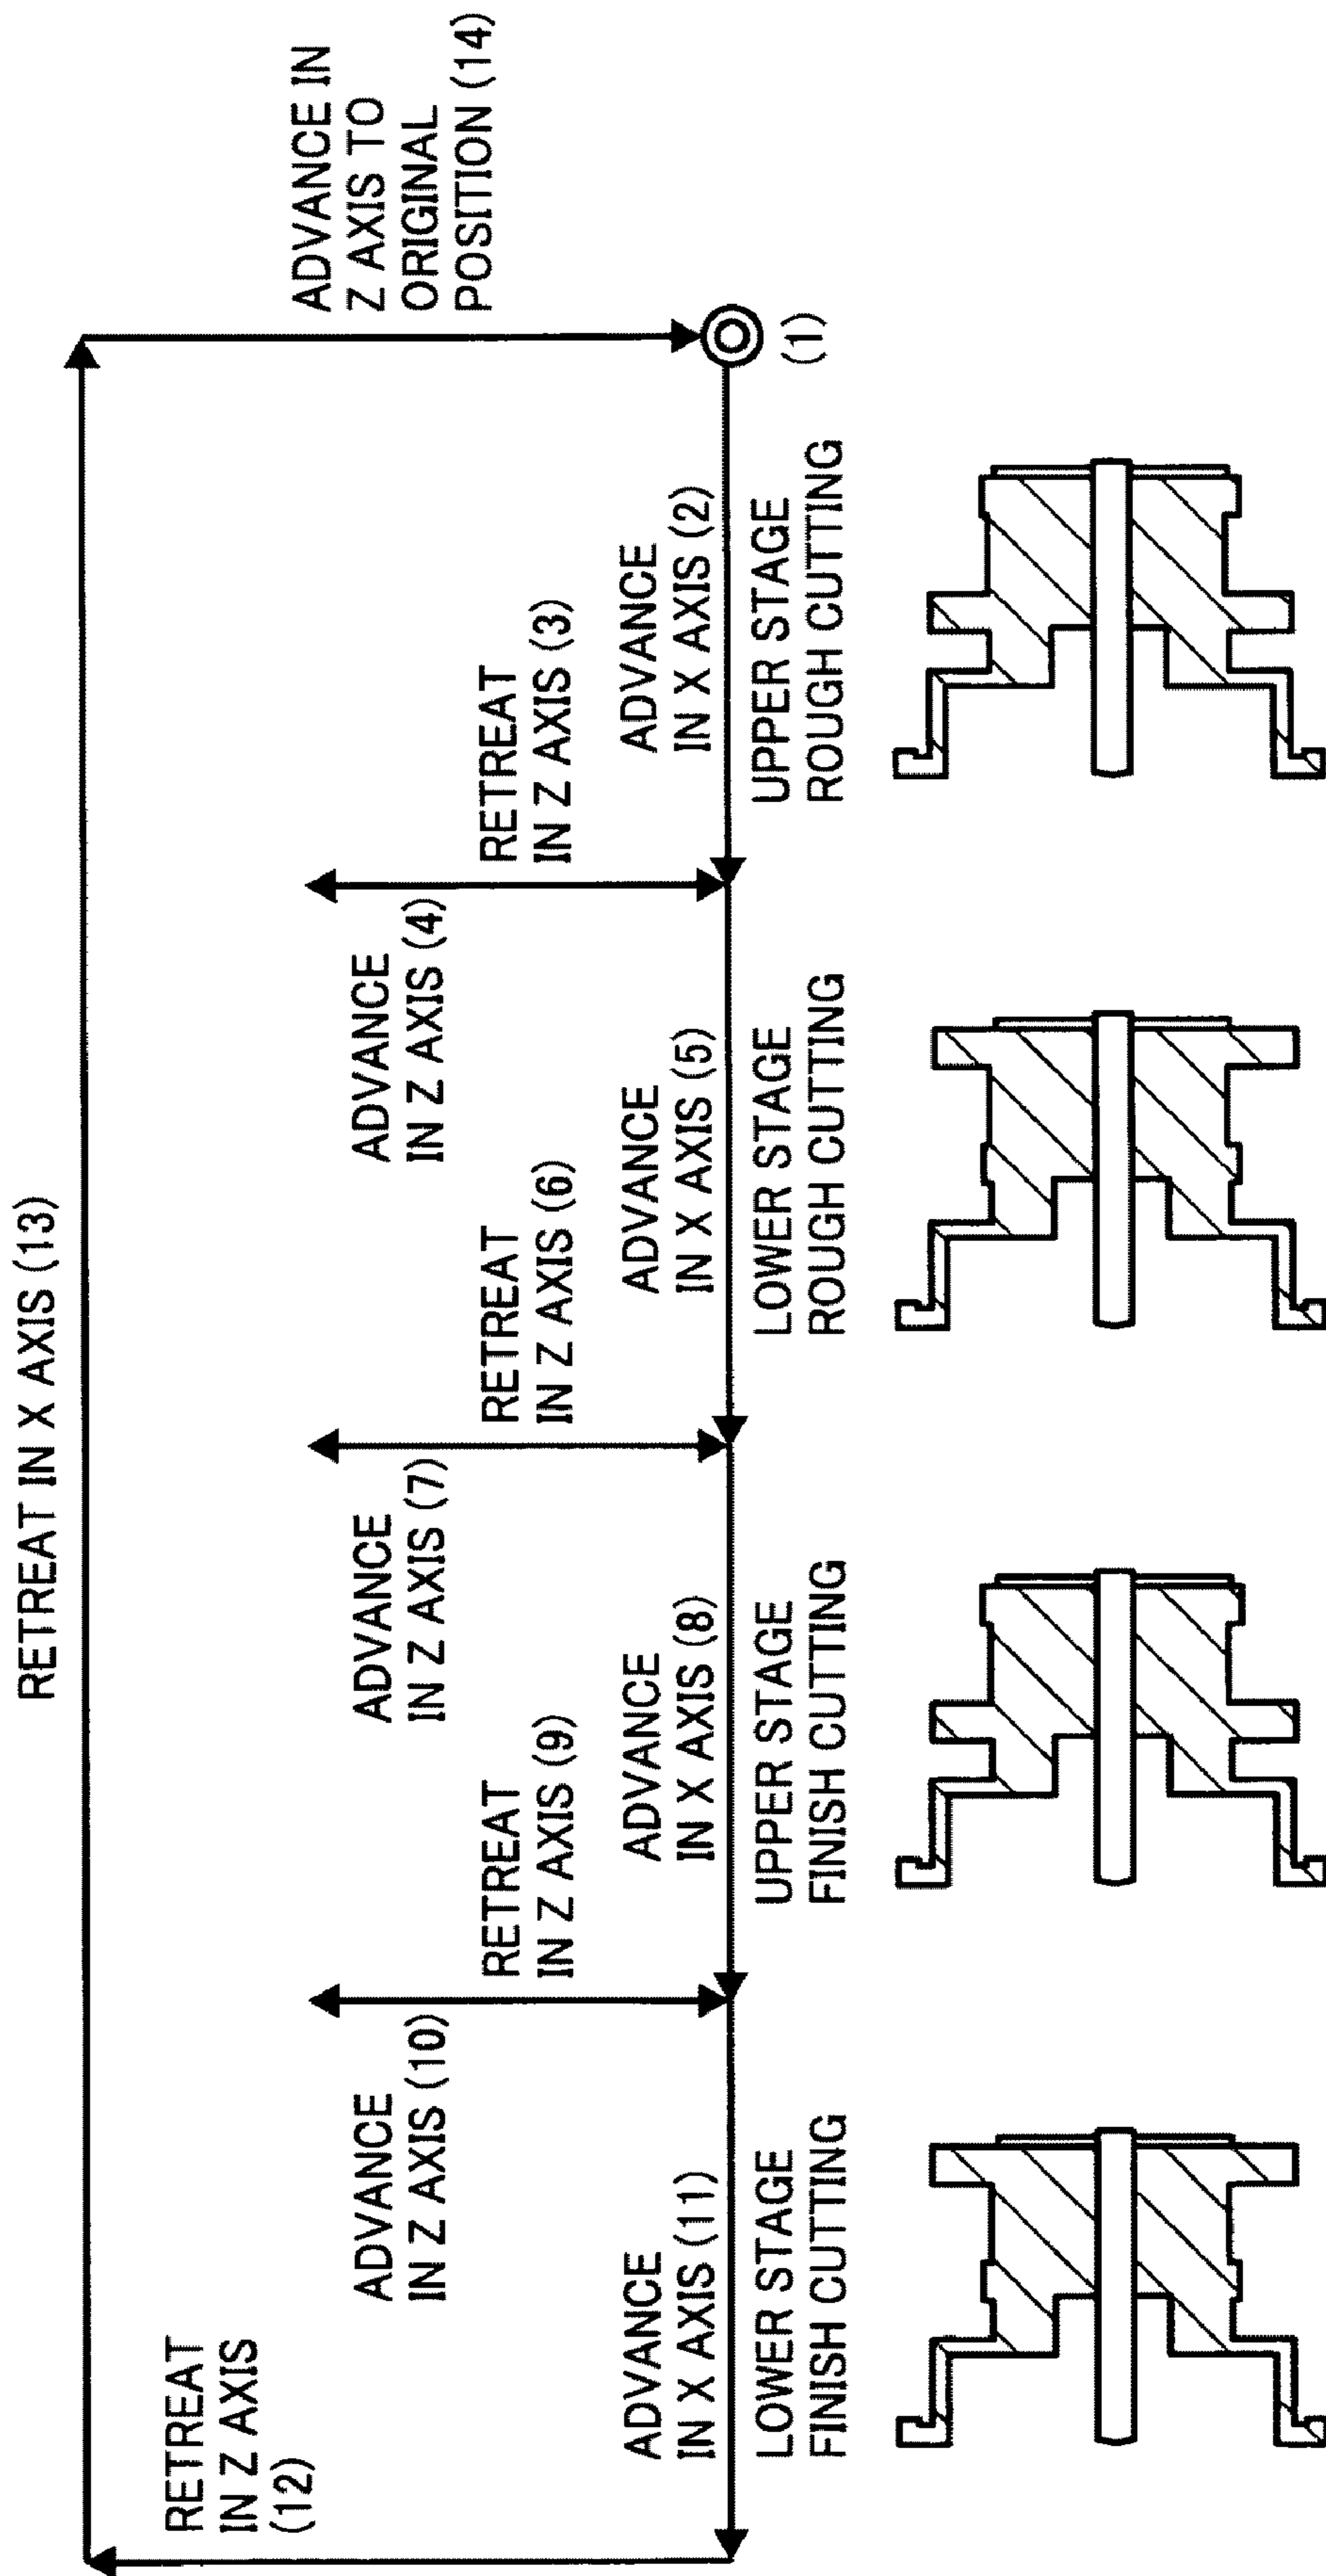 RETREAT IN X AXIS (13)
RETREAT
IN Z AXIS
(12)
ADVANCE
IN Z AXIS (10)
RETREAT
IN Z AXIS (9)
ADVANCE
IN Z AXIS (7)
RETREAT
IN Z AXIS (6)
ADVANCE
IN Z AXIS (4)
RETREAT
IN Z AXIS (3)
ADVANCE IN
Z AXIS TO
ORIGINAL
POSITION (14)
ADVANCE
IN X AXIS (11)
ADVANCE
IN X AXIS (8)
ADVANCE
IN X AXIS (5)
ADVANCE
IN X AXIS (2)
(1)
LOWER STAGE
FINISH CUTTING
UPPER STAGE
FINISH CUTTING
LOWER STAGE
ROUGH CUTTING
UPPER STAGE
ROUGH CUTTING